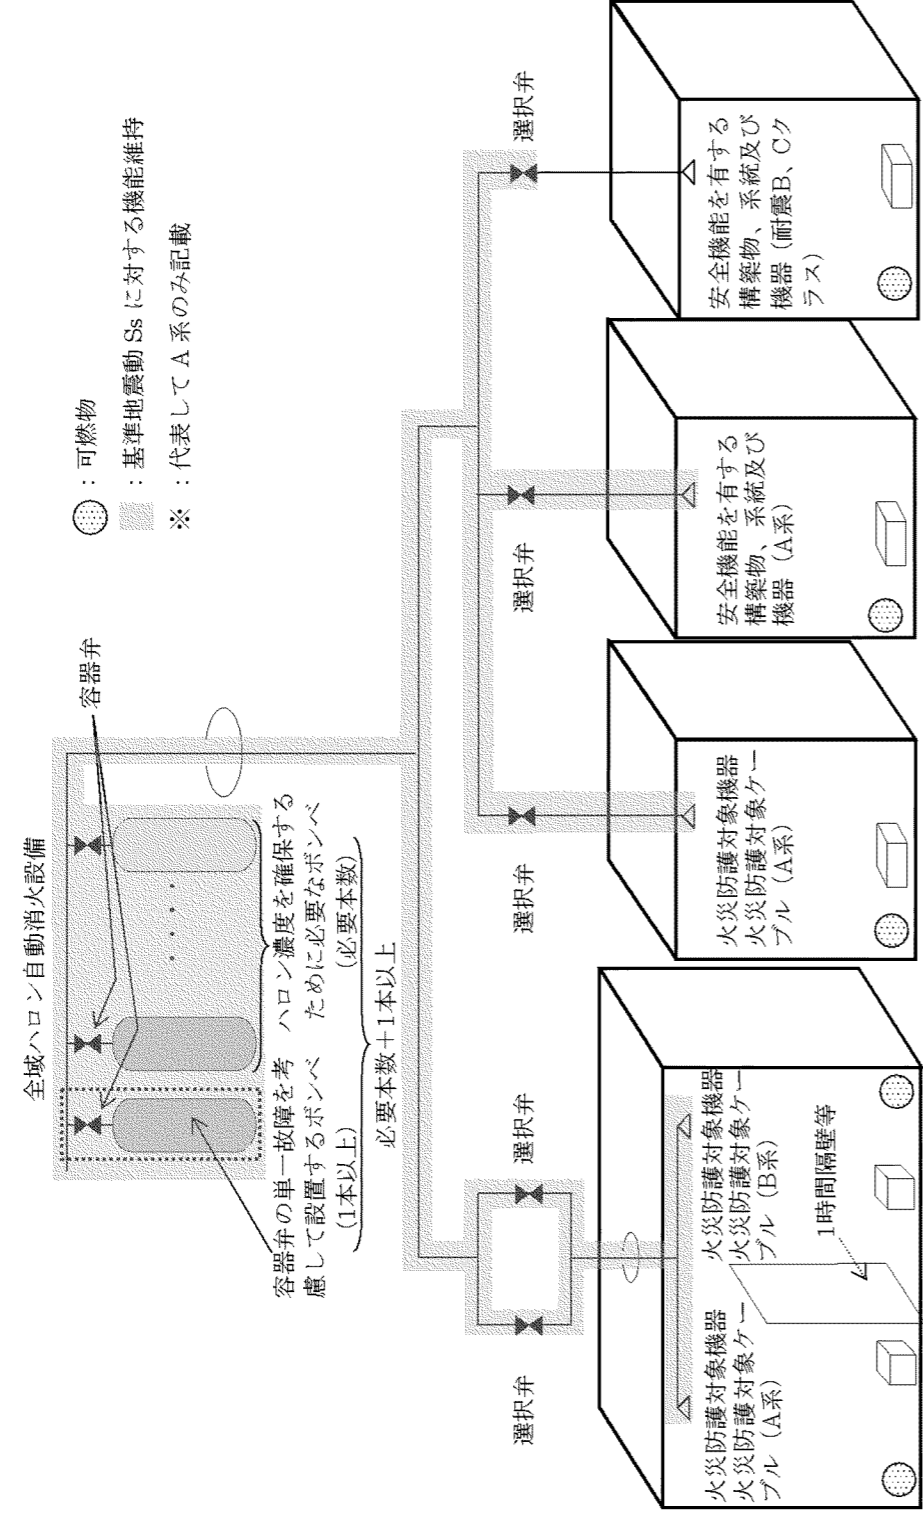 全域ハロン自動消火設備
容器弁
：可燃物
：基準地震動 Ss に対する機能維持
※ ：代表して A 系のみ記載
容器弁の単一故障を考
慮して設置するボンベ
（1本以上）
ハロン濃度を確保する
ために必要なボンベ
（必要本数）
必要本数＋1本以上
選択弁
選択弁
選択弁
選択弁
選択弁
火災防護対象機器
火災防護対象ケー
ブル（A系）
火災防護対象機器
火災防護対象ケー
ブル（B系）
1時間隔壁等
火災防護対象機器
火災防護対象ケー
ブル（A系）
安全機能を有する
構築物、系統及び
機器（A系）
安全機能を有する
構築物、系統及び
機器（耐震B、Cク
ラス）